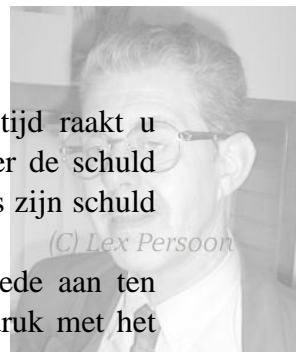 tijd raakt u
er de schuld
s zijn schuld
(C) Lex Persoon
ede aan ten
ruk met het